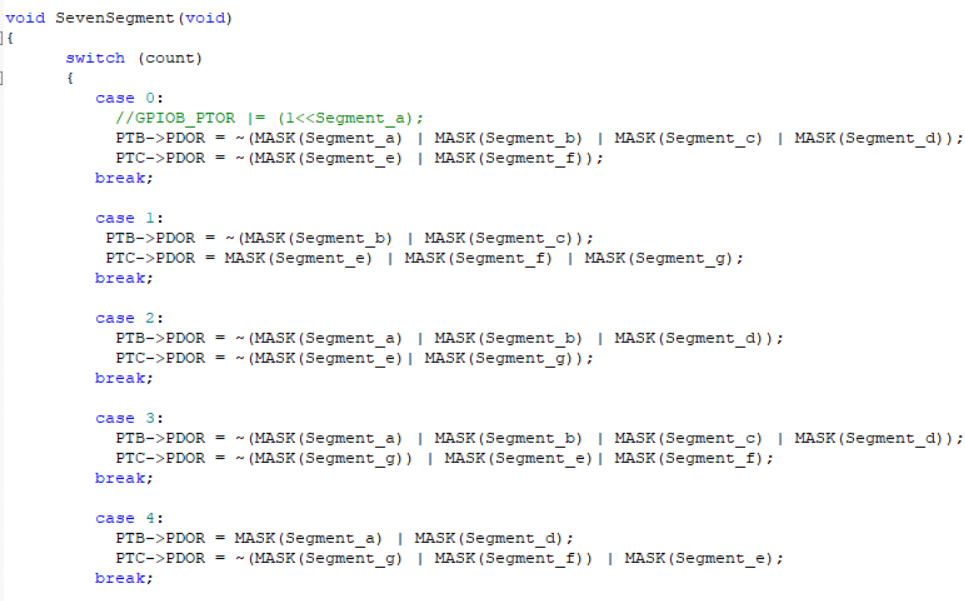 void SevenSegment(void)
{
switch (count)
{
case 0:
//GPIOB_PTOR |= (1<<Segment_a);
PTB->PDOR = ~(MASK(Segment_a) | MASK(Segment_b) | MASK(Segment_c) | MASK(Segment_d));
PTC->PDOR = ~(MASK(Segment_e) | MASK(Segment_f));
break;
case 1:
PTB->PDOR = ~(MASK(Segment_b) | MASK(Segment_c));
PTC->PDOR = MASK(Segment_e) | MASK(Segment_f) | MASK(Segment_g);
break;
case 2:
PTB->PDOR = ~(MASK(Segment_a) | MASK(Segment_b) | MASK(Segment_d));
PTC->PDOR = ~(MASK(Segment_e)| MASK(Segment_g));
break;
case 3:
PTB->PDOR = ~(MASK(Segment_a) | MASK(Segment_b) | MASK(Segment_c) | MASK(Segment_d));
PTC->PDOR = ~(MASK(Segment_g)) | MASK(Segment_e)| MASK(Segment_f);
break;
case 4:
PTB->PDOR = MASK(Segment_a) | MASK(Segment_d);
PTC->PDOR = ~(MASK(Segment_g) | MASK(Segment_f)) | MASK(Segment_e);
break;